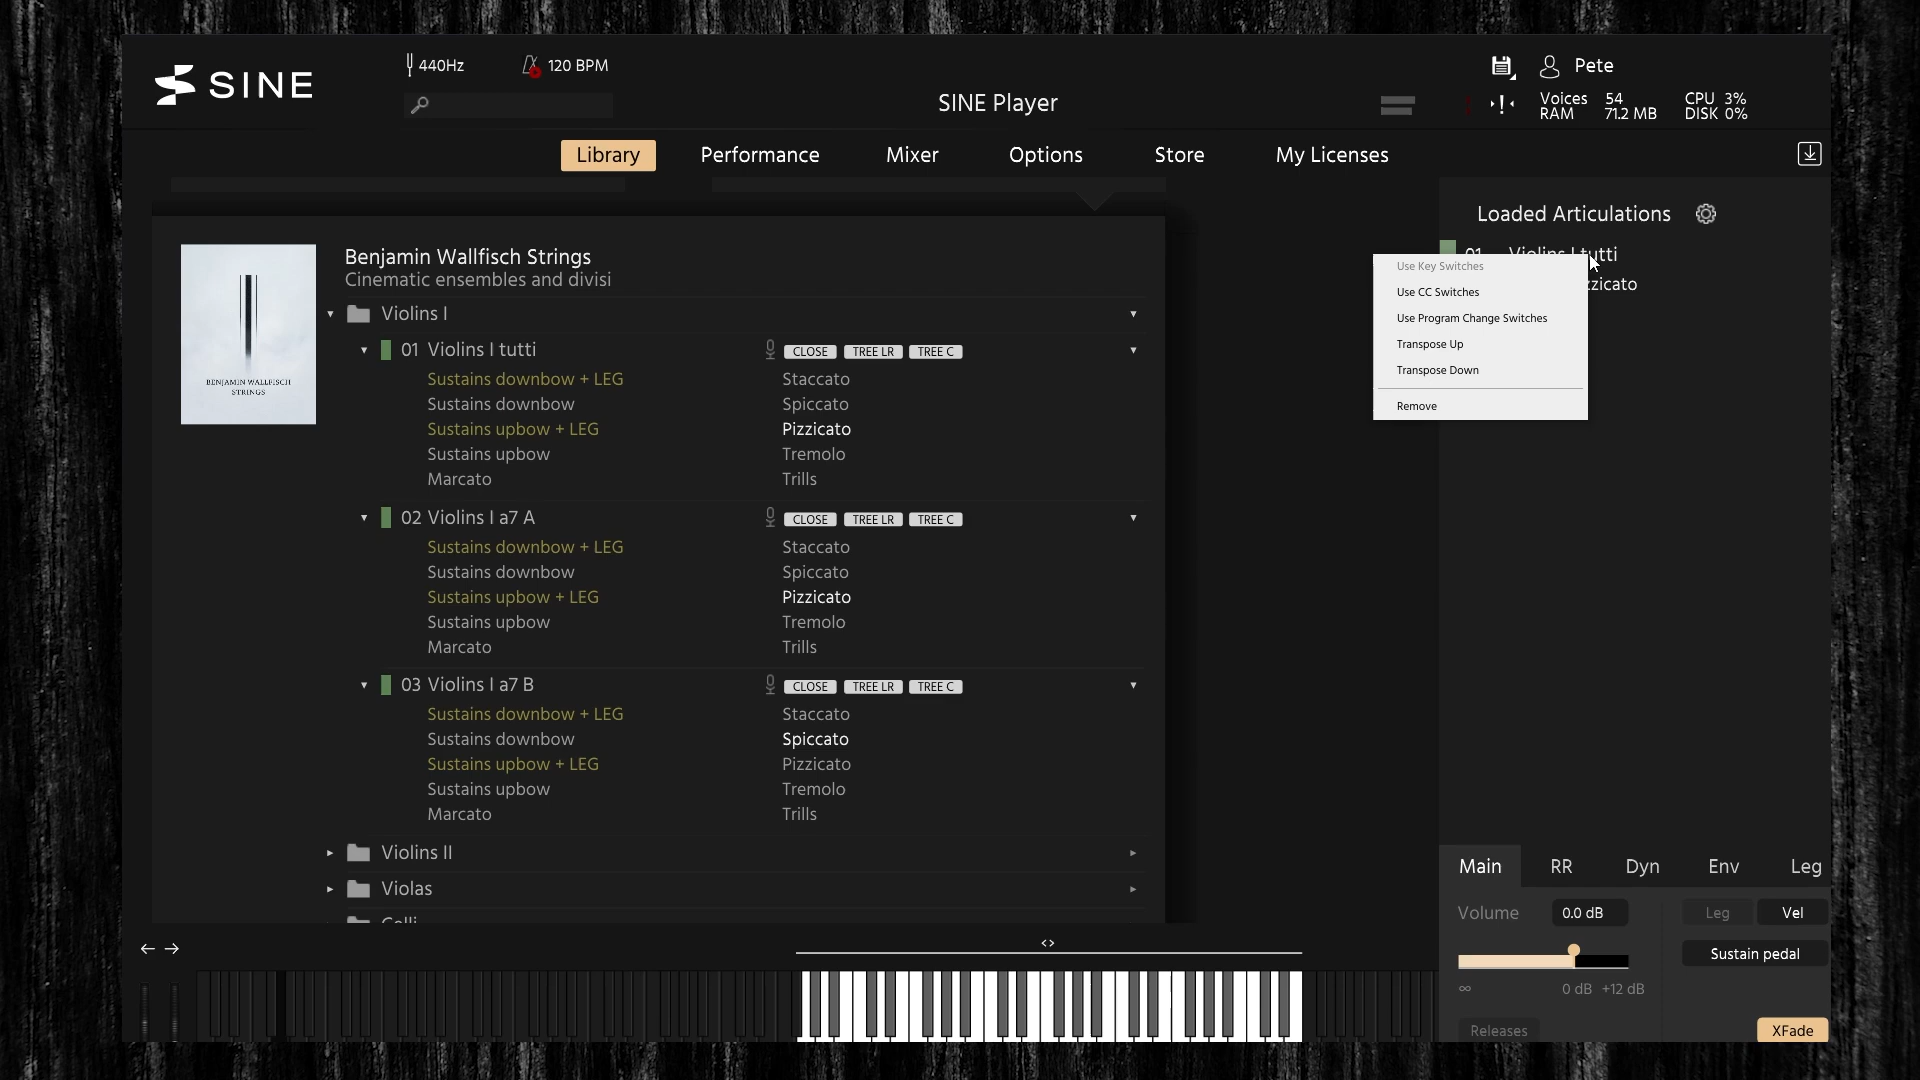 SINE
440Hz
120 BPM
SINE Player
Pete
Voices 54
RAM 71.2 MB
CPU 3%
DISK 0%
Library
Performance
Mixer
Options
Store
My Licenses
Benjamin Wallfisch Strings
Cinematic ensembles and divisi
BENJAMIN WALLFISCH
STRINGS
Violins I
01 Violins I tutti
CLOSE TREE LR TREE C
Sustains downbow + LEG
Sustains downbow
Sustains upbow + LEG
Sustains upbow
Marcato
Staccato
Spiccato
Pizzicato
Tremolo
Trills
02 Violins I a7 A
CLOSE TREE LR TREE C
Sustains downbow + LEG
Sustains downbow
Sustains upbow + LEG
Sustains upbow
Marcato
Staccato
Spiccato
Pizzicato
Tremolo
Trills
03 Violins I a7 B
CLOSE TREE LR TREE C
Sustains downbow + LEG
Sustains downbow
Sustains upbow + LEG
Sustains upbow
Marcato
Staccato
Spiccato
Pizzicato
Tremolo
Trills
Violins II
Violas
Celli
Loaded Articulations
01 Violins I tutti
zzicato
Use Key Switches
Use CC Switches
Use Program Change Switches
Transpose Up
Transpose Down
Remove
Main
RR
Dyn
Env
Leg
Volume
0.0 dB
Leg
Vel
Sustain pedal
∞
0 dB
+12 dB
Releases
XFade